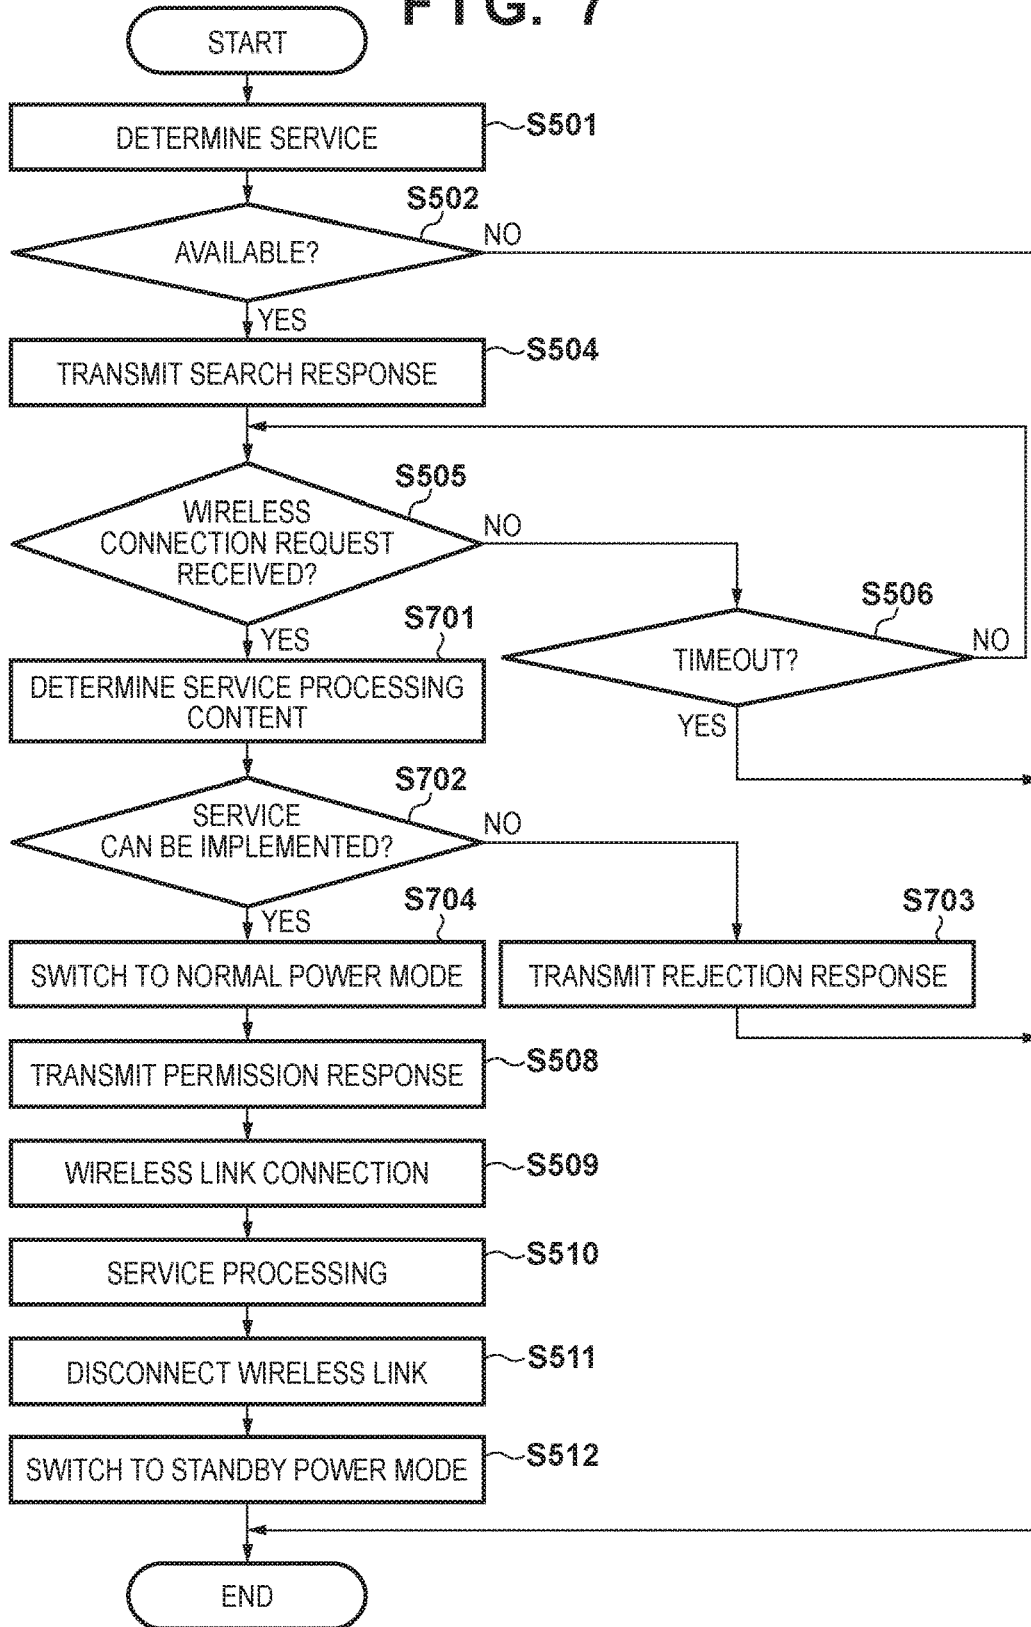 FIG. 7
START
DETERMINE SERVICE
S501
S502
AVAILABLE?
NO
YES
TRANSMIT SEARCH RESPONSE
S504
S505
WIRELESS
CONNECTION REQUEST
RECEIVED?
NO
YES
S506
TIMEOUT?
NO
YES
S701
DETERMINE SERVICE PROCESSING
CONTENT
S702
SERVICE
CAN BE IMPLEMENTED?
NO
YES
S704
SWITCH TO NORMAL POWER MODE
S703
TRANSMIT REJECTION RESPONSE
TRANSMIT PERMISSION RESPONSE
S508
WIRELESS LINK CONNECTION
S509
SERVICE PROCESSING
S510
DISCONNECT WIRELESS LINK
S511
SWITCH TO STANDBY POWER MODE
S512
END